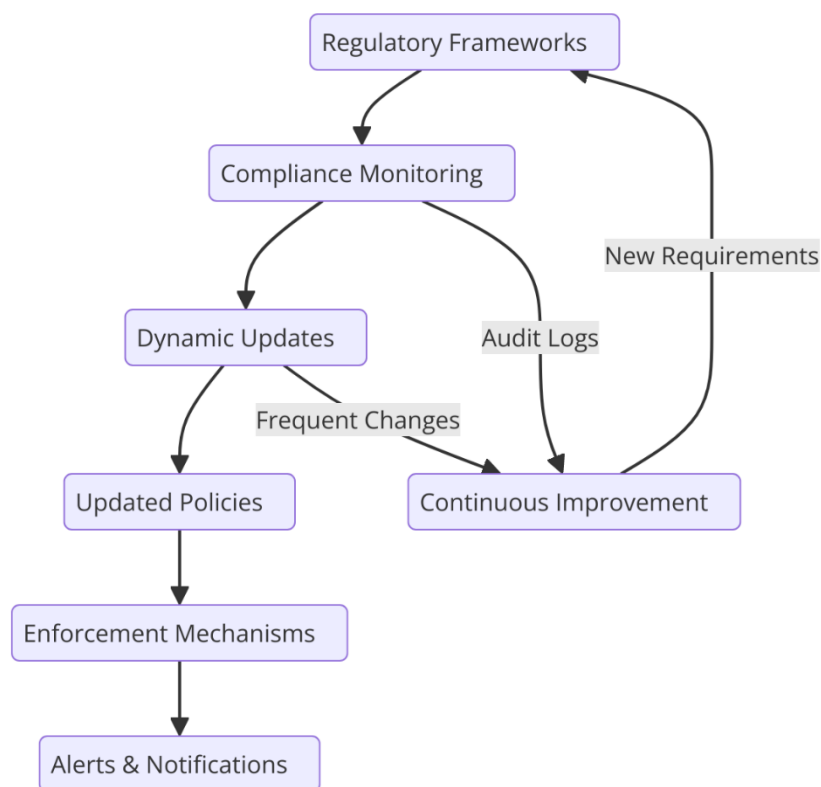 Regulatory Frameworks
Compliance Monitoring
New Requirements
Dynamic Updates
Audit Logs
Frequent Changes
Updated Policies
Continuous Improvement
Enforcement Mechanisms
Alerts & Notifications